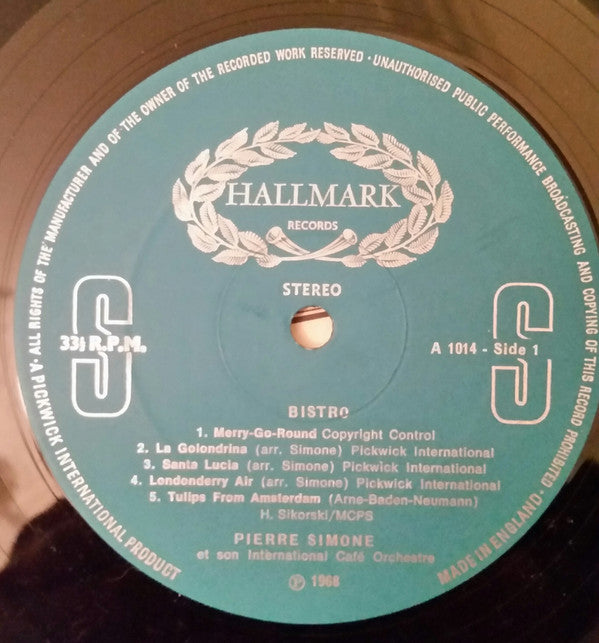 · ALL RIGHTS OF THE MANUFACTURER AND OF THE OWNER OF THE RECORDED WORK RESERVED · UNAUTHORISED PUBLIC PERFORMANCE BROADCASTING AND COPYING OF THIS RECORD PROHIBITED ·
HALLMARK
RECORDS
STEREO
S
33⅓ R.P.M.
S
A 1014 - Side 1
BISTRO
1. Merry-Go-Round Copyright Control
2. La Golondrina (arr. Simone) Pickwick International
3. Santa Lucia (arr. Simone) Pickwick International
4. Londonderry Air (arr. Simone) Pickwick International
5. Tulips From Amsterdam (Arne-Baden-Neumann)
H. Sikorski/MCPS
PIERRE SIMONE
et son International Café Orchestre
Ⓟ 1968
A PICKWICK INTERNATIONAL PRODUCT
MADE IN ENGLAND ·